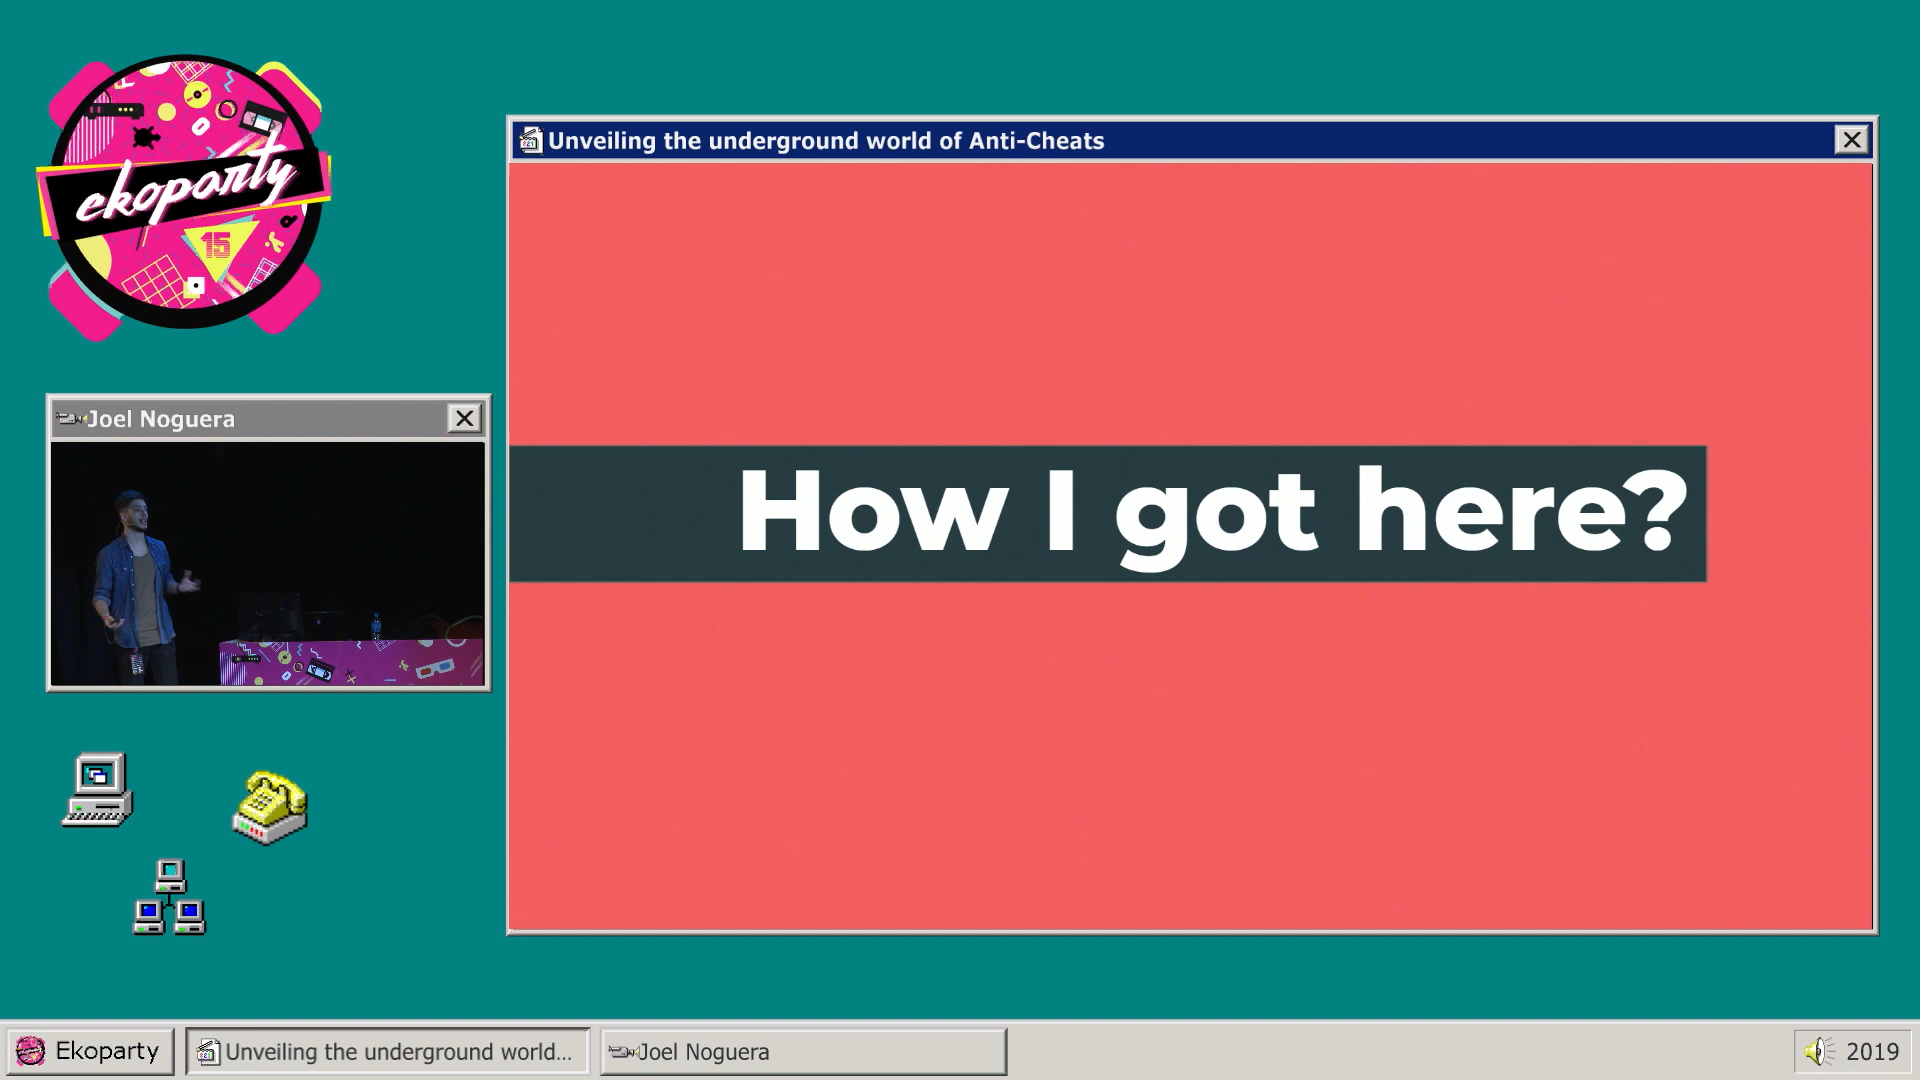 ekoparty
15
Unveiling the underground world of Anti-Cheats
Joel Noguera
How I got here?
Ekoparty
Unveiling the underground world...
Joel Noguera
2019